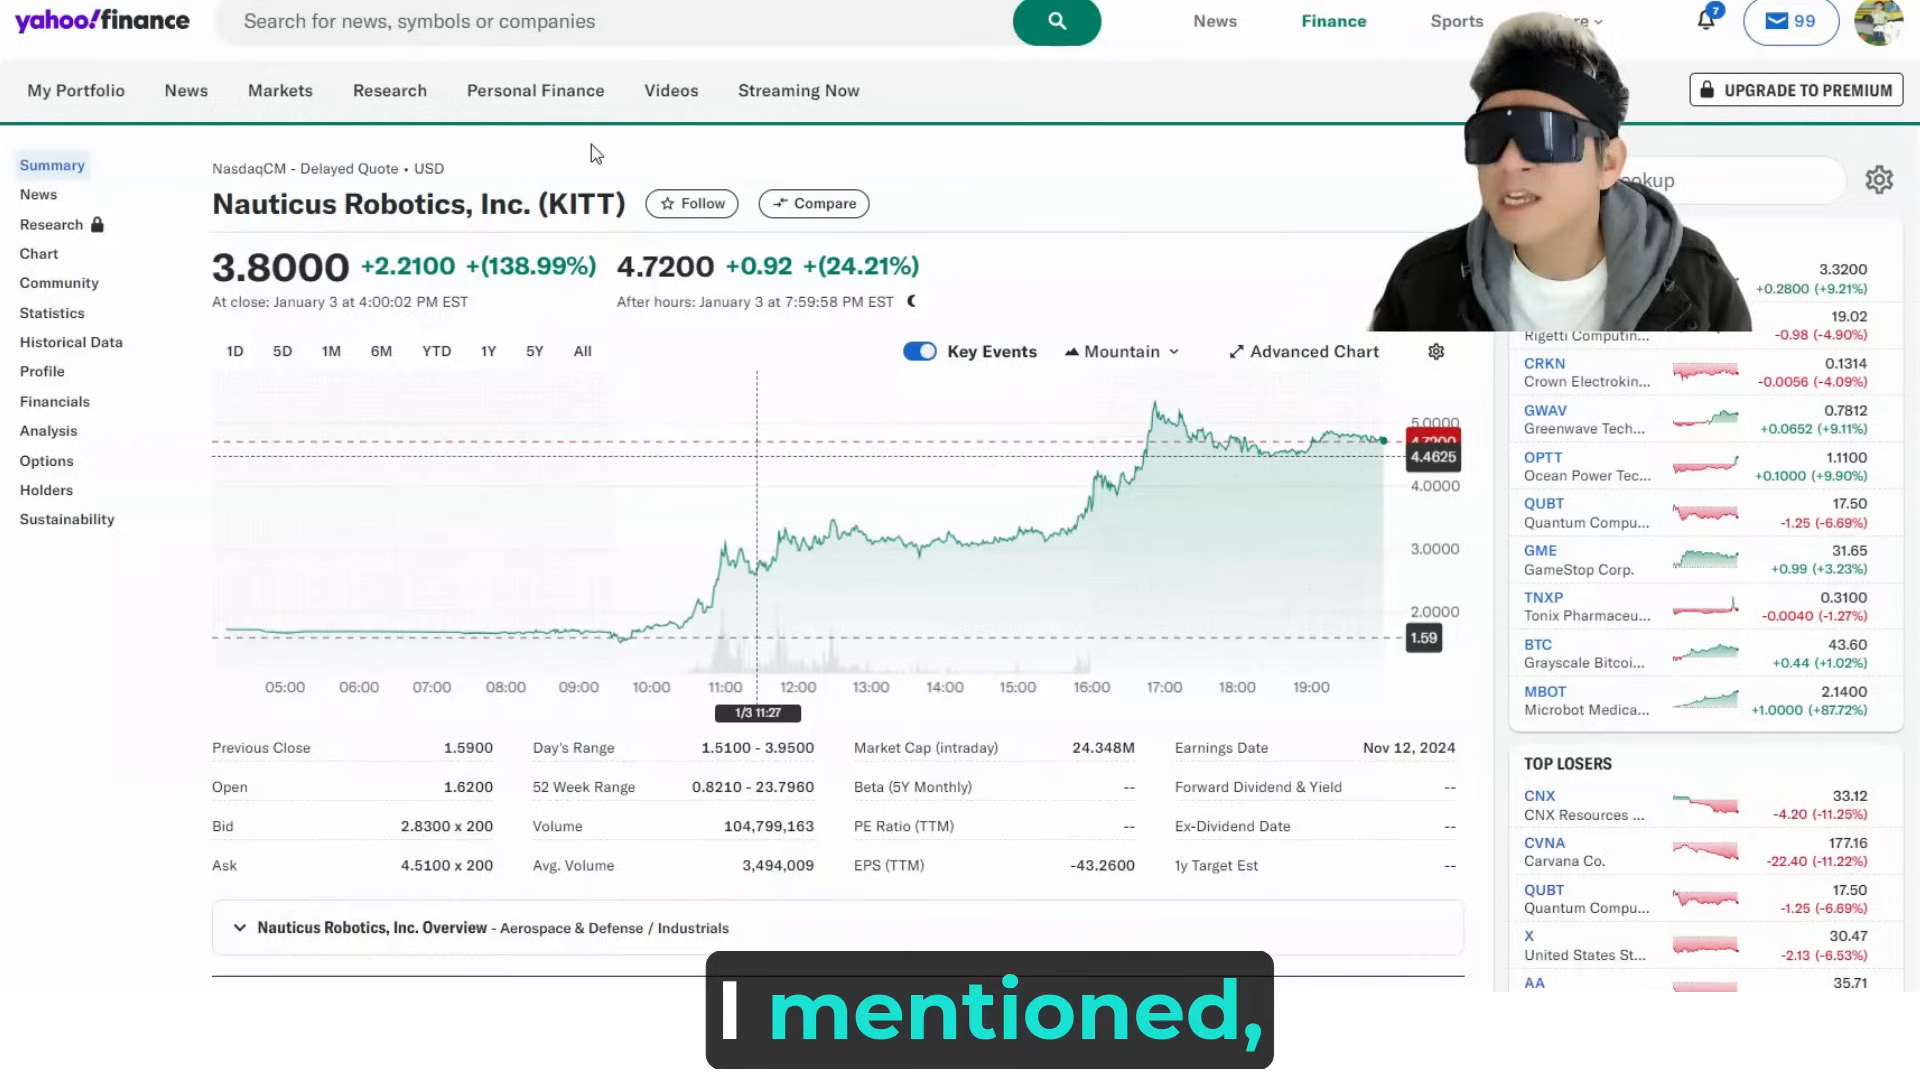 yahoo!finance
Search for news, symbols or companies
News
Finance
Sports
7
99
My Portfolio
News
Markets
Research
Personal Finance
Videos
Streaming Now
UPGRADE TO PREMIUM
Summary
News
Research
Chart
Community
Statistics
Historical Data
Profile
Financials
Analysis
Options
Holders
Sustainability
NasdaqCM - Delayed Quote • USD
Nauticus Robotics, Inc. (KITT)
Follow
Compare
3.8000 +2.2100 +(138.99%)
At close: January 3 at 4:00:02 PM EST
4.7200 +0.92 +(24.21%)
After hours: January 3 at 7:59:58 PM EST
1D 5D 1M 6M YTD 1Y 5Y All
Key Events
Mountain
Advanced Chart
5.0000
4.7200
4.4625
4.0000
3.0000
2.0000
1.59
05:00 06:00 07:00 08:00 09:00 10:00 11:00 12:00 13:00 14:00 15:00 16:00 17:00 18:00 19:00
1/3 11:27
Previous Close 1.5900
Open 1.6200
Bid 2.8300 x 200
Ask 4.5100 x 200
Day's Range 1.5100 - 3.9500
52 Week Range 0.8210 - 23.7960
Volume 104,799,163
Avg. Volume 3,494,009
Market Cap (intraday) 24.348M
Beta (5Y Monthly) --
PE Ratio (TTM) --
EPS (TTM) -43.2600
Earnings Date Nov 12, 2024
Forward Dividend & Yield --
Ex-Dividend Date --
1y Target Est --
Nauticus Robotics, Inc. Overview - Aerospace & Defense / Industrials
3.3200
+0.2800 (+9.21%)
19.02
Rigetti Computin... -0.98 (-4.90%)
CRKN 0.1314
Crown Electrokin... -0.0056 (-4.09%)
GWAV 0.7812
Greenwave Tech... +0.0652 (+9.11%)
OPTT 1.1100
Ocean Power Tec... +0.1000 (+9.90%)
QUBT 17.50
Quantum Compu... -1.25 (-6.69%)
GME 31.65
GameStop Corp. +0.99 (+3.23%)
TNXP 0.3100
Tonix Pharmaceu... -0.0040 (-1.27%)
BTC 43.60
Grayscale Bitcoi... +0.44 (+1.02%)
MBOT 2.1400
Microbot Medica... +1.0000 (+87.72%)
TOP LOSERS
CNX 33.12
CNX Resources ... -4.20 (-11.25%)
CVNA 177.16
Carvana Co. -22.40 (-11.22%)
QUBT 17.50
Quantum Compu... -1.25 (-6.69%)
X 30.47
United States St... -2.13 (-6.53%)
AA 35.71
I mentioned,